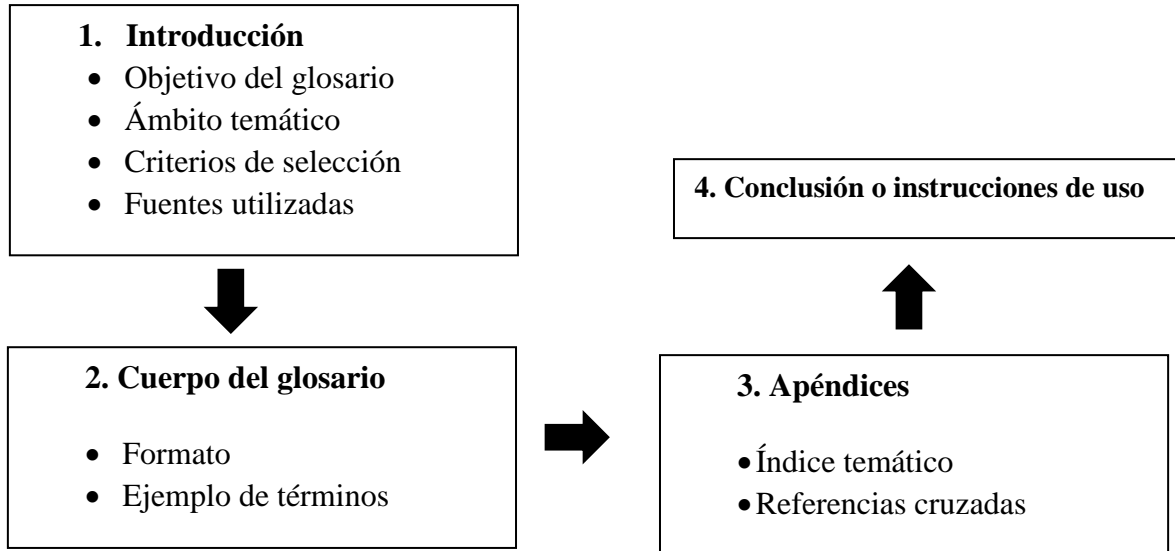 1. Introducción
• Objetivo del glosario
• Ámbito temático
• Criterios de selección
• Fuentes utilizadas
2. Cuerpo del glosario
• Formato
• Ejemplo de términos
3. Apéndices
• Índice temático
• Referencias cruzadas
4. Conclusión o instrucciones de uso